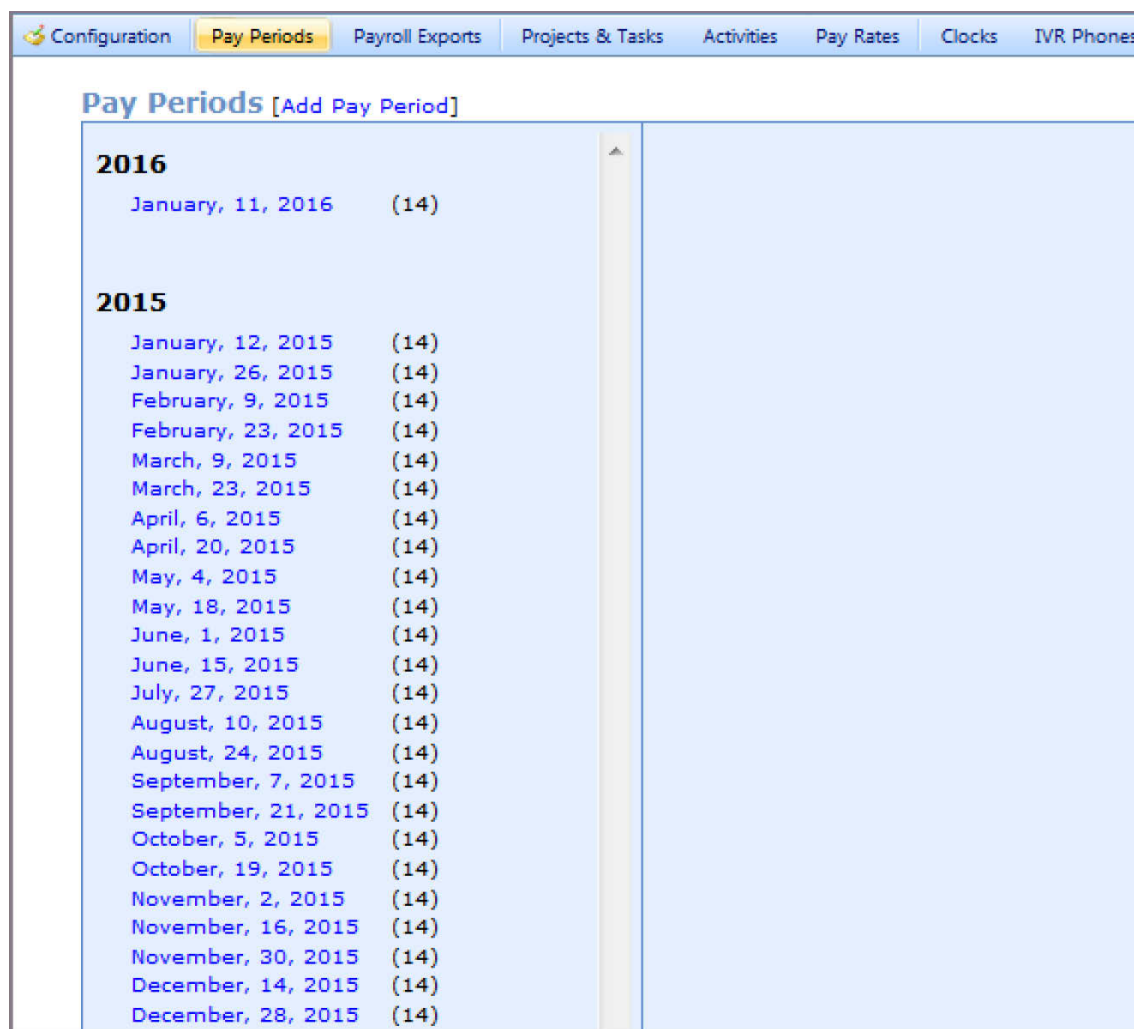 Configuration Pay Periods Payroll Exports Projects & Tasks Activities Pay Rates Clocks IVR Phones
Pay Periods [Add Pay Period]
2016
January, 11, 2016 (14)
2015
January, 12, 2015 (14)
January, 26, 2015 (14)
February, 9, 2015 (14)
February, 23, 2015 (14)
March, 9, 2015 (14)
March, 23, 2015 (14)
April, 6, 2015 (14)
April, 20, 2015 (14)
May, 4, 2015 (14)
May, 18, 2015 (14)
June, 1, 2015 (14)
June, 15, 2015 (14)
July, 27, 2015 (14)
August, 10, 2015 (14)
August, 24, 2015 (14)
September, 7, 2015 (14)
September, 21, 2015 (14)
October, 5, 2015 (14)
October, 19, 2015 (14)
November, 2, 2015 (14)
November, 16, 2015 (14)
November, 30, 2015 (14)
December, 14, 2015 (14)
December, 28, 2015 (14)